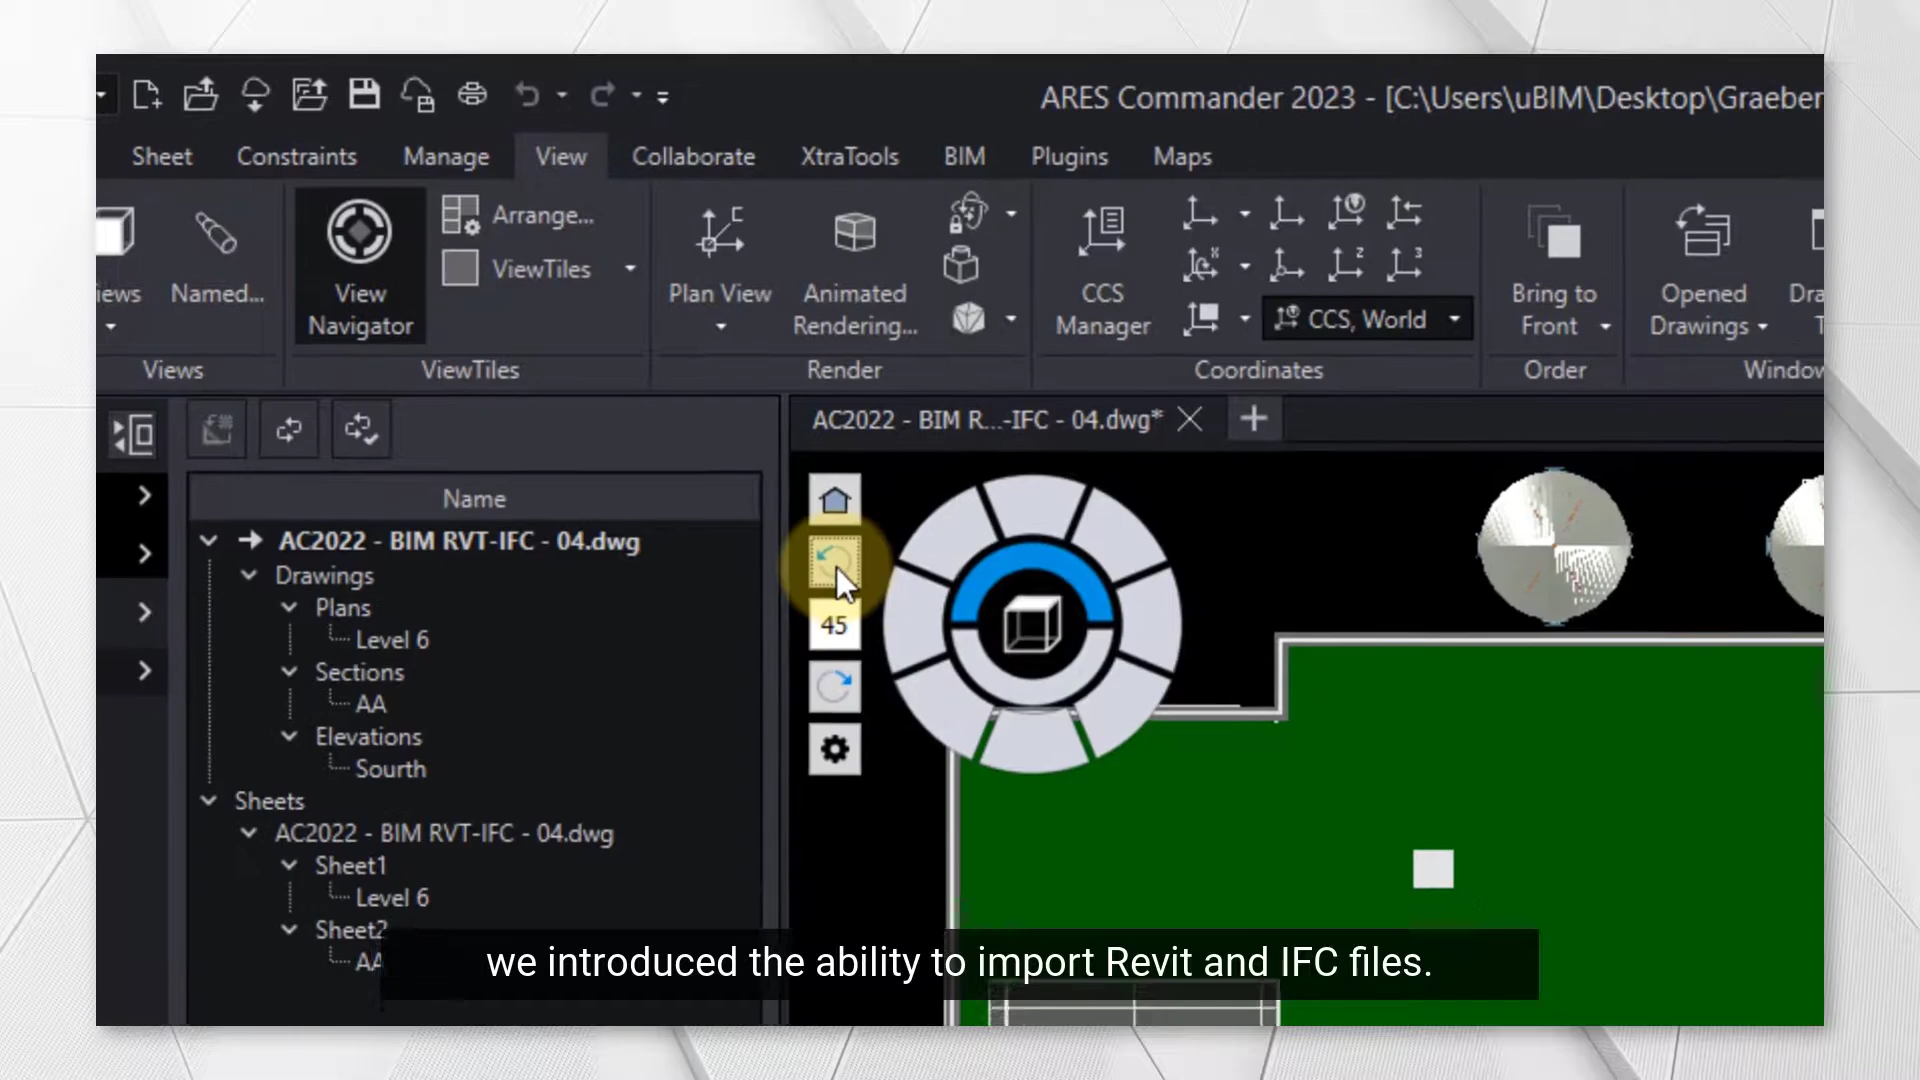 ARES Commander 2023 - [C:\Users\uBIM\Desktop\Graeber
Sheet Constraints Manage View Collaborate XtraTools BIM Plugins Maps
Arrange...
ViewTiles
iews Named... View Navigator Plan View Animated Rendering... CCS Manager CCS, World Bring to Front Opened Drawings Dra
Views ViewTiles Render Coordinates Order Window
AC2022 - BIM R...-IFC - 04.dwg*
Name
AC2022 - BIM RVT-IFC - 04.dwg
Drawings
Plans
Level 6
Sections
AA
Elevations
Sourth
Sheets
AC2022 - BIM RVT-IFC - 04.dwg
Sheet1
Level 6
Sheet2
AA
45
we introduced the ability to import Revit and IFC files.